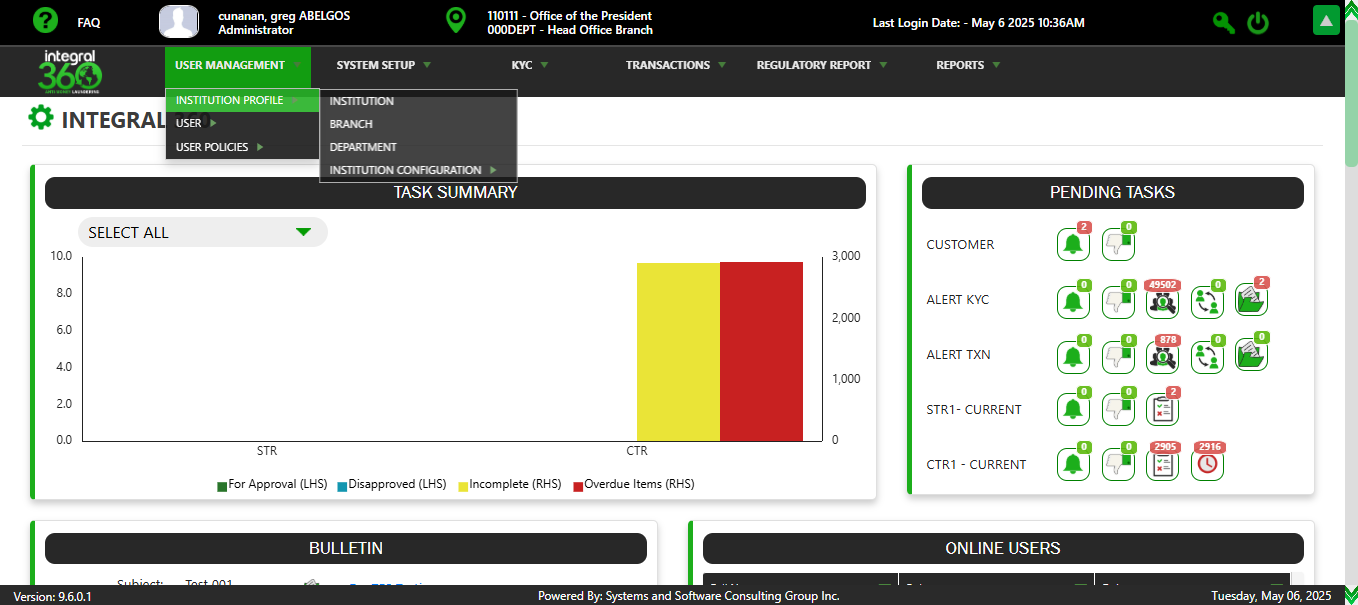 FAQ
cunanan, greg ABELGOS
Administrator
110111 - Office of the President
000DEPT - Head Office Branch
Last Login Date: - May 6 2025 10:36AM
integral
360
ANTI MONEY LAUNDERING
USER MANAGEMENT
SYSTEM SETUP
KYC
TRANSACTIONS
REGULATORY REPORT
REPORTS
INSTITUTION PROFILE
USER
USER POLICIES
INSTITUTION
BRANCH
DEPARTMENT
INSTITUTION CONFIGURATION
INTEGRAL 360
TASK SUMMARY
SELECT ALL
10.0
8.0
6.0
4.0
2.0
0.0
3,000
2,000
1,000
0
STR
CTR
For Approval (LHS)
Disapproved (LHS)
Incomplete (RHS)
Overdue Items (RHS)
PENDING TASKS
CUSTOMER
2
0
ALERT KYC
0
0
49502
0
2
ALERT TXN
0
0
878
0
0
STR1- CURRENT
0
0
2
CTR1 - CURRENT
0
0
2905
2916
BULLETIN
Subject:
Test 001
ONLINE USERS
Version: 9.6.0.1
Powered By: Systems and Software Consulting Group Inc.
Tuesday, May 06, 2025